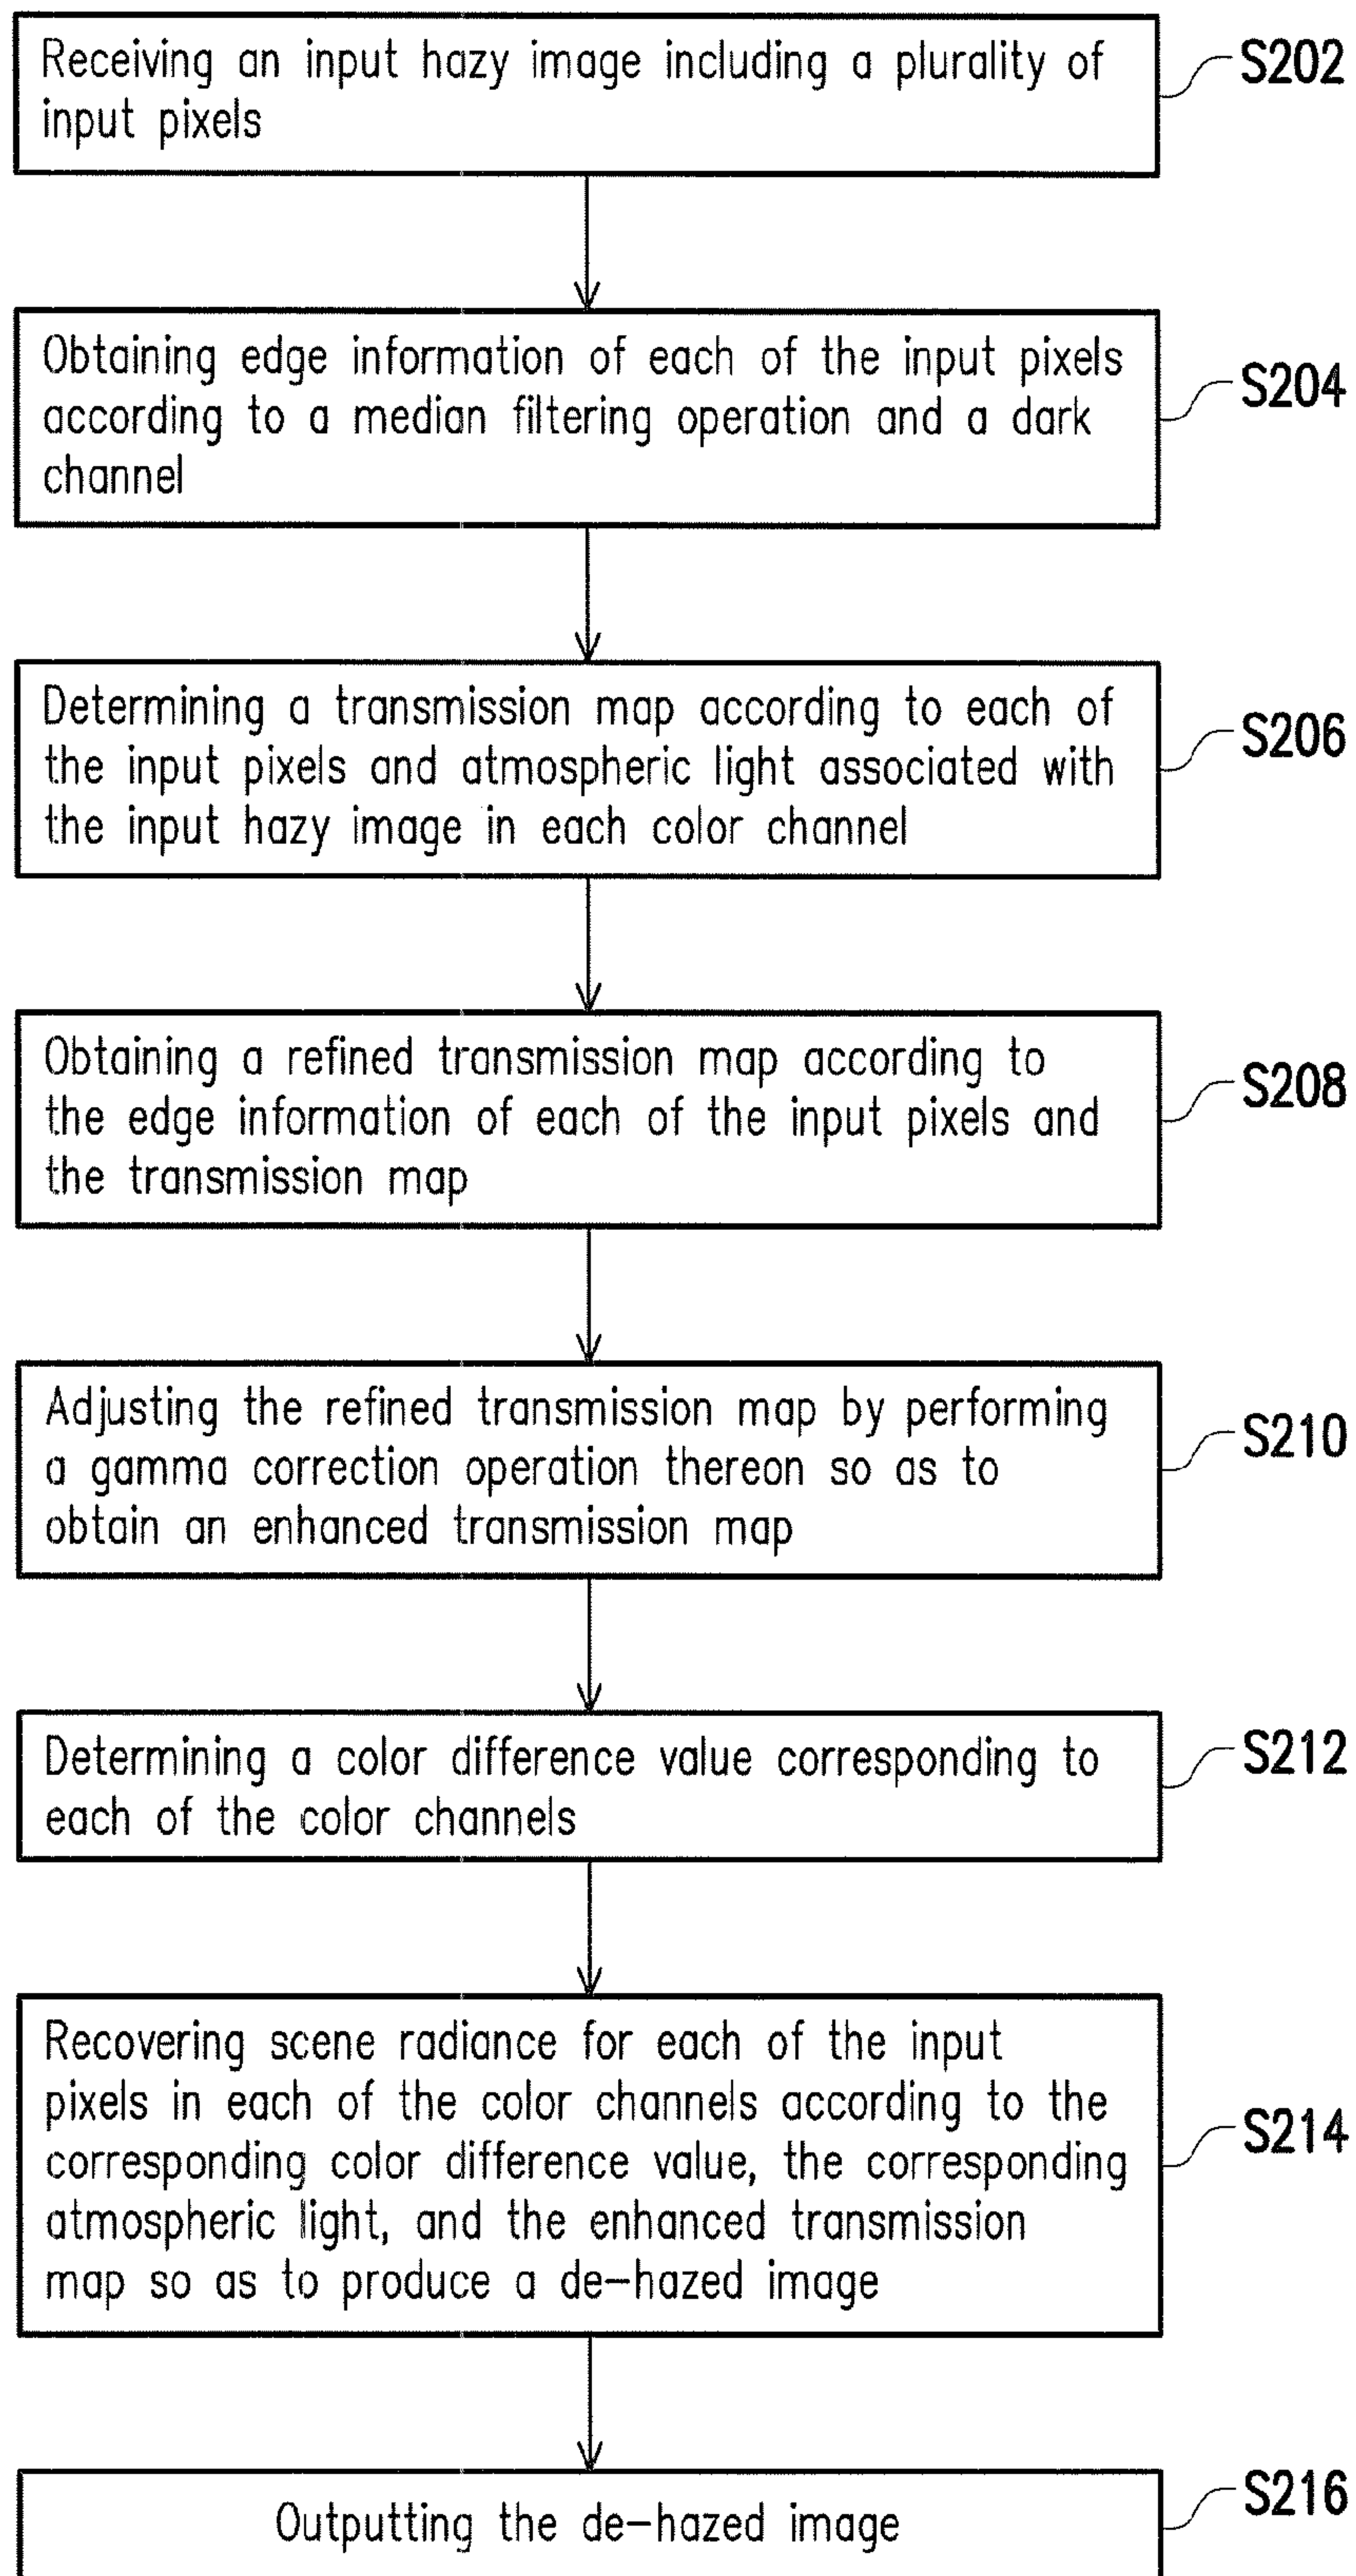 Receiving an input hazy image including a plurality of
input pixels
S202
Obtaining edge information of each of the input pixels
according to a median filtering operation and a dark
channel
S204
Determining a transmission map according to each of
the input pixels and atmospheric light associated with
the input hazy image in each color channel
S206
Obtaining a refined transmission map according to
the edge information of each of the input pixels and
the transmission map
S208
Adjusting the refined transmission map by performing
a gamma correction operation thereon so as to
obtain an enhanced transmission map
S210
Determining a color difference value corresponding to
each of the color channels
S212
Recovering scene radiance for each of the input
pixels in each of the color channels according to the
corresponding color difference value, the corresponding
atmospheric light, and the enhanced transmission
map so as to produce a de-hazed image
S214
Outputting the de-hazed image
S216